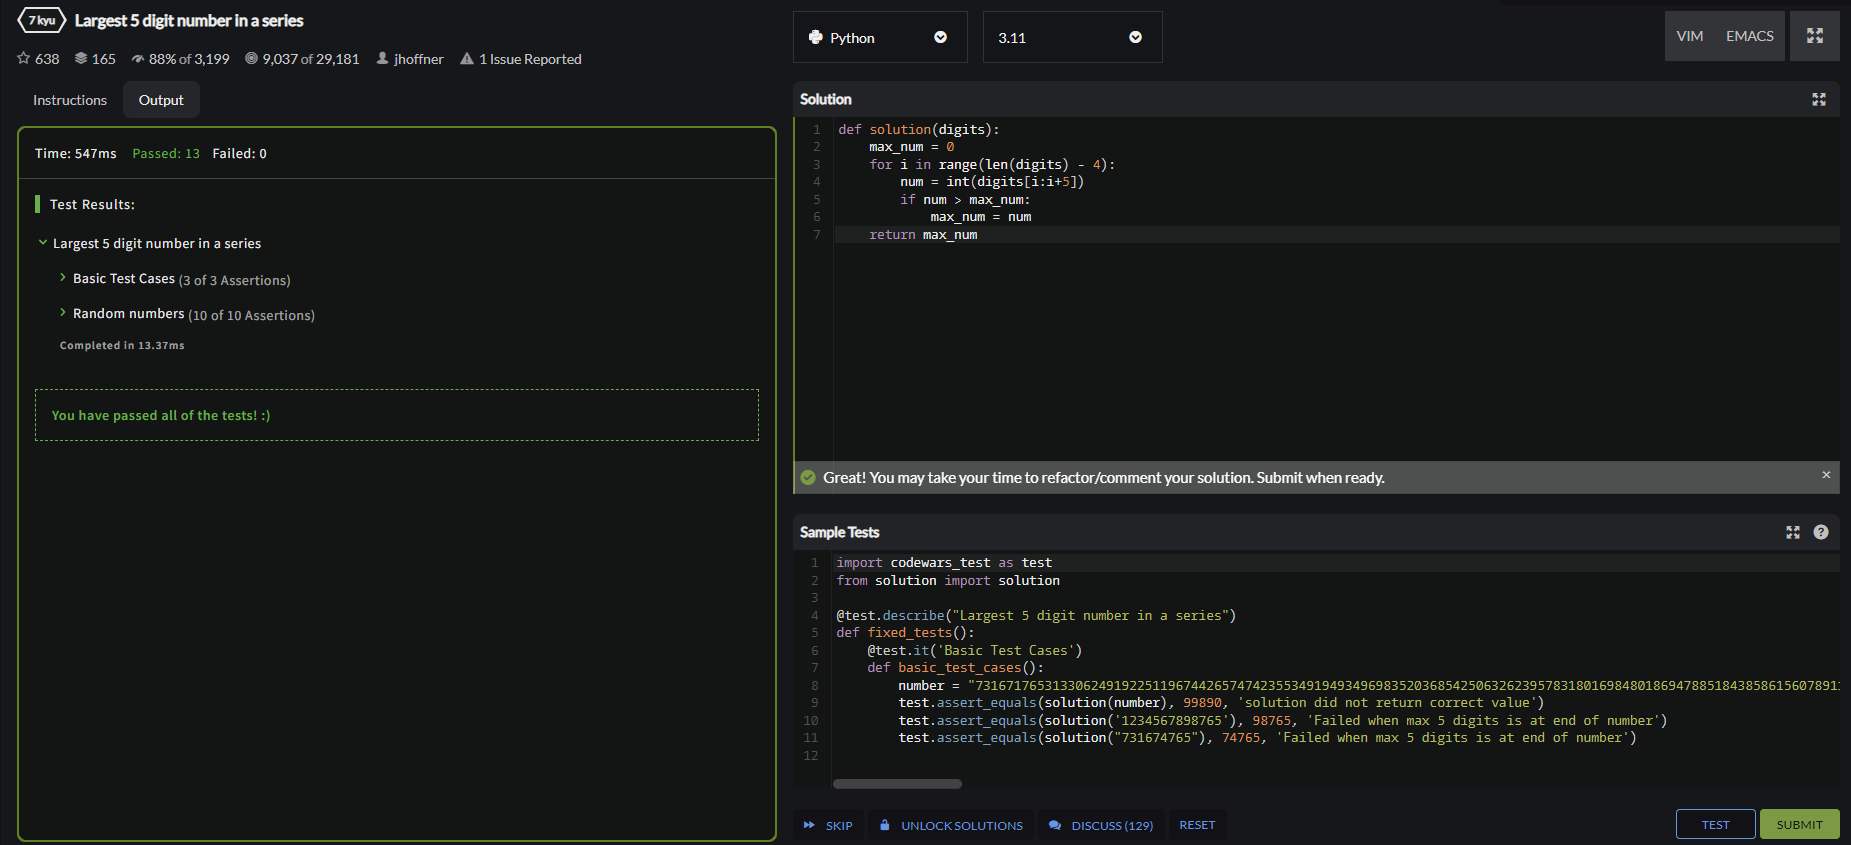 7 kyu Largest 5 digit number in a series
638 165 88% of 3,199 9,037 of 29,181 jhoffner 1 Issue Reported
Instructions Output
Time: 547ms Passed: 13 Failed: 0
Test Results:
Largest 5 digit number in a series
Basic Test Cases (3 of 3 Assertions)
Random numbers (10 of 10 Assertions)
Completed in 13.37ms
You have passed all of the tests! :)
Python 3.11 VIM EMACS
Solution
1 def solution(digits):
2     max_num = 0
3     for i in range(len(digits) - 4):
4         num = int(digits[i:i+5])
5         if num > max_num:
6             max_num = num
7     return max_num
Great! You may take your time to refactor/comment your solution. Submit when ready. ×
Sample Tests ?
1 import codewars_test as test
2 from solution import solution
3
4 @test.describe("Largest 5 digit number in a series")
5 def fixed_tests():
6     @test.it('Basic Test Cases')
7     def basic_test_cases():
8         number = "731671765313306249192251196744265747423553491949349698352036854250632623957831801698480186947885184385861560789112
9         test.assert_equals(solution(number), 99890, 'solution did not return correct value')
10         test.assert_equals(solution('1234567898765'), 98765, 'Failed when max 5 digits is at end of number')
11         test.assert_equals(solution("731674765"), 74765, 'Failed when max 5 digits is at end of number')
12
SKIP UNLOCK SOLUTIONS DISCUSS (129) RESET TEST SUBMIT